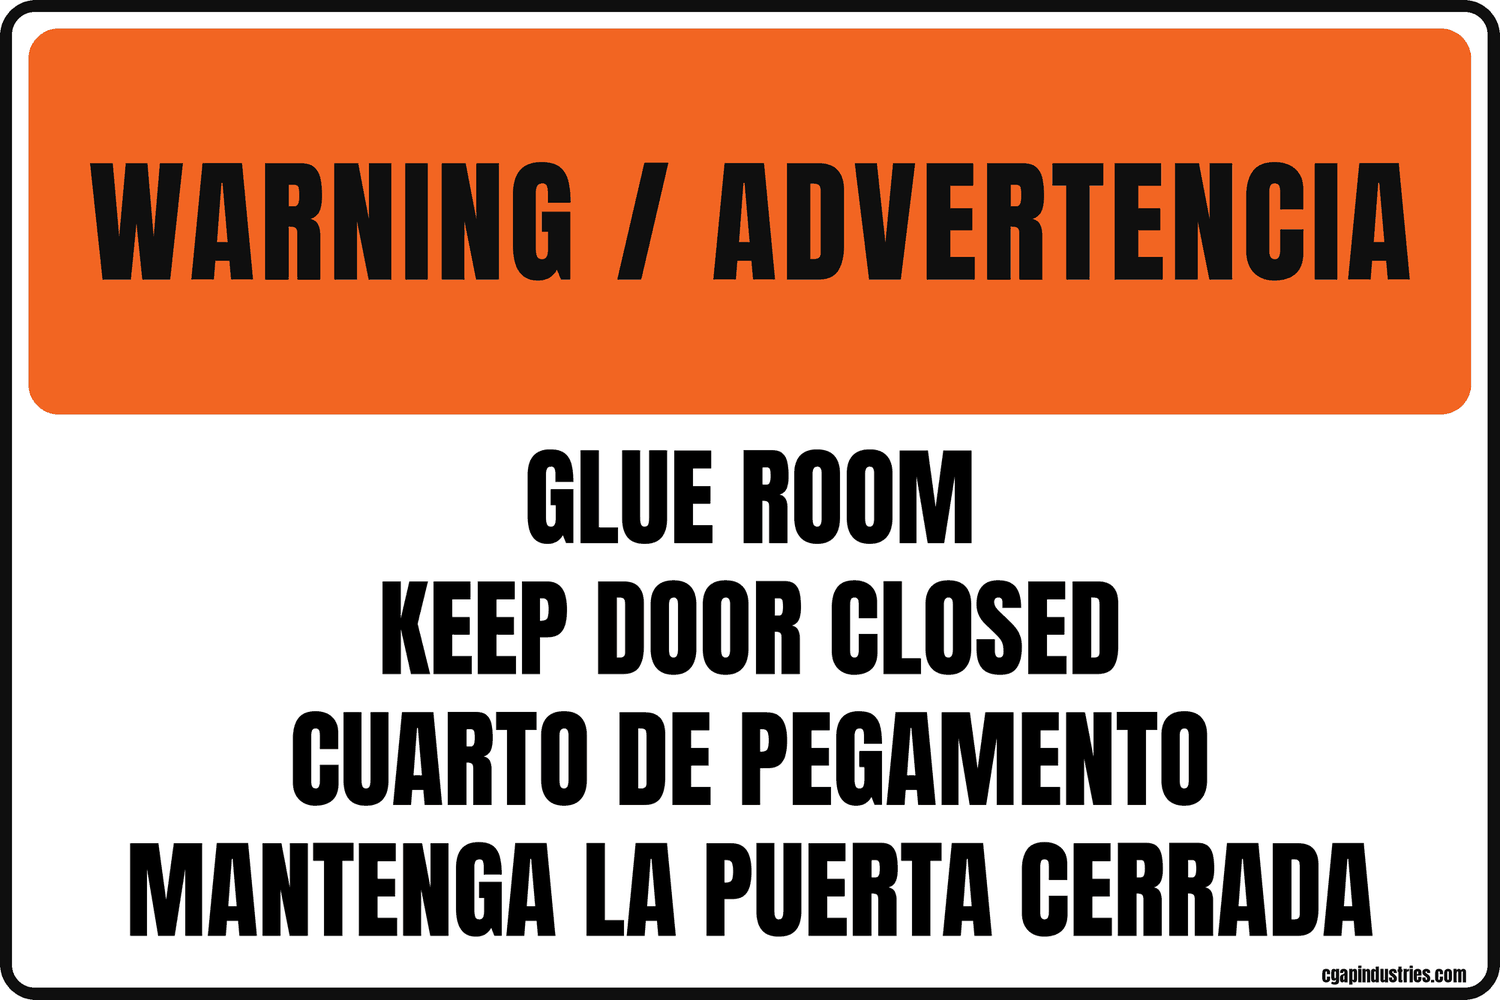 WARNING / ADVERTENCIA
GLUE ROOM
KEEP DOOR CLOSED
CUARTO DE PEGAMENTO
MANTENGA LA PUERTA CERRADA
cgapindustries.com